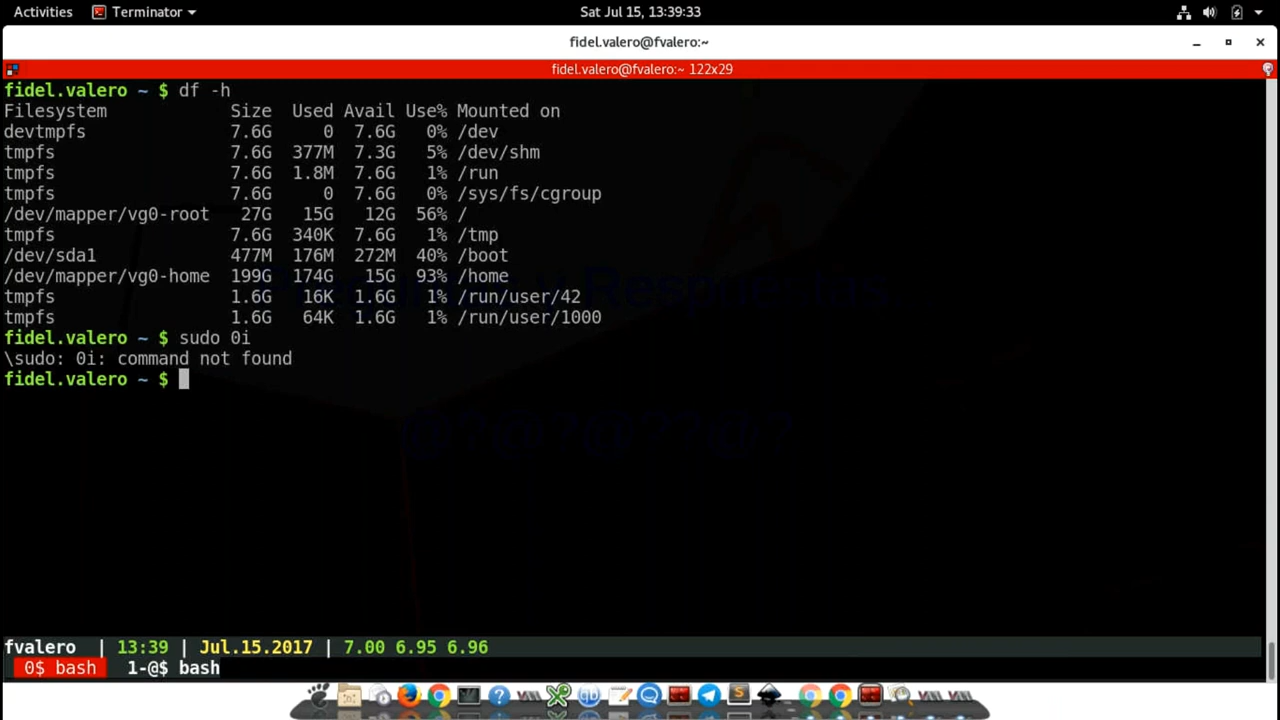 Activities Terminator Sat Jul 15, 13:39:33
fidel.valero@fvalero:~
fidel.valero@fvalero:~ 122x29
fidel.valero ~ $ df -h
Filesystem Size Used Avail Use% Mounted on
devtmpfs 7.6G 0 7.6G 0% /dev
tmpfs 7.6G 377M 7.3G 5% /dev/shm
tmpfs 7.6G 1.8M 7.6G 1% /run
tmpfs 7.6G 0 7.6G 0% /sys/fs/cgroup
/dev/mapper/vg0-root 27G 15G 12G 56% /
tmpfs 7.6G 340K 7.6G 1% /tmp
/dev/sda1 477M 176M 272M 40% /boot
/dev/mapper/vg0-home 199G 174G 15G 93% /home
tmpfs 1.6G 16K 1.6G 1% /run/user/42
tmpfs 1.6G 64K 1.6G 1% /run/user/1000
fidel.valero ~ $ sudo 0i
\sudo: 0i: command not found
fidel.valero ~ $
Preguntas y Respuestas
@?@?@??@?
fvalero | 13:39 | Jul.15.2017 | 7.00 6.95 6.96
0$ bash 1-@$ bash